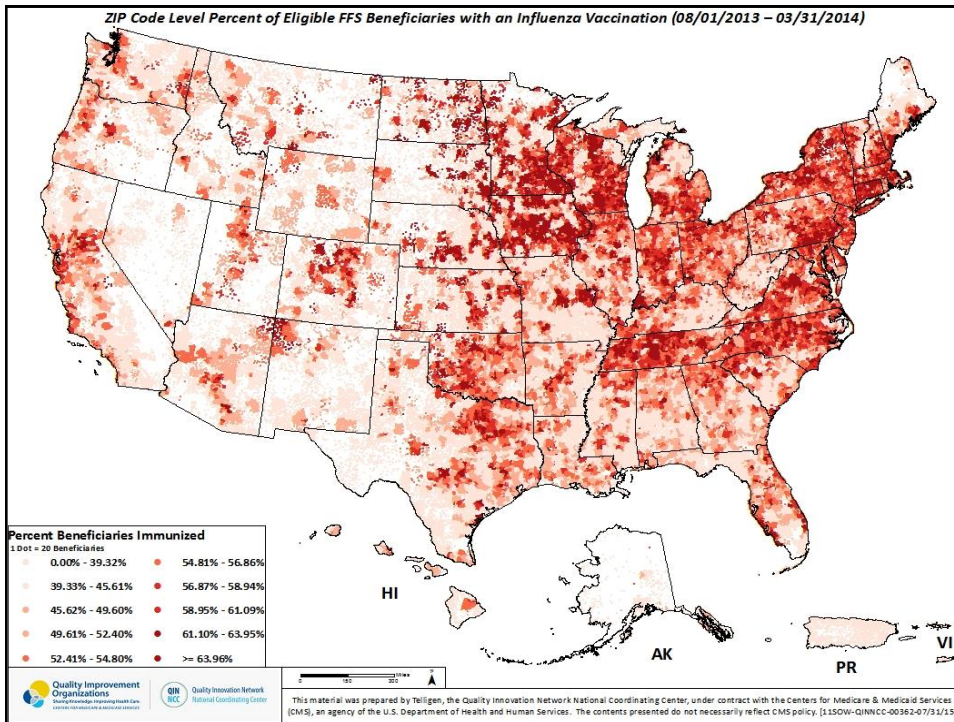 ZIP Code Level Percent of Eligible FFS Beneficiaries with an Influenza Vaccination (08/01/2013 – 03/31/2014)
Percent Beneficiaries Immunized
1 Dot = 20 Beneficiaries
0.00% - 39.32%
39.33% - 45.61%
45.62% - 49.60%
49.61% - 52.40%
52.41% - 54.80%
54.81% - 56.86%
56.87% - 58.94%
58.95% - 61.09%
61.10% - 63.95%
>= 63.96%
HI
AK
PR
VI
Quality Improvement
Organizations
Sharing Knowledge. Improving Health Care.
CENTERS FOR MEDICARE & MEDICAID SERVICES
QIN
NCC
Quality Innovation Network
National Coordinating Center
Miles
0 150 300
This material was prepared by Telligen, the Quality Innovation Network National Coordinating Center, under contract with the Centers for Medicare & Medicaid Services
(CMS), an agency of the U.S. Department of Health and Human Services. The contents presented do not necessarily reflect CMS policy. [11SOW-QINNCC-00362-07/31/15